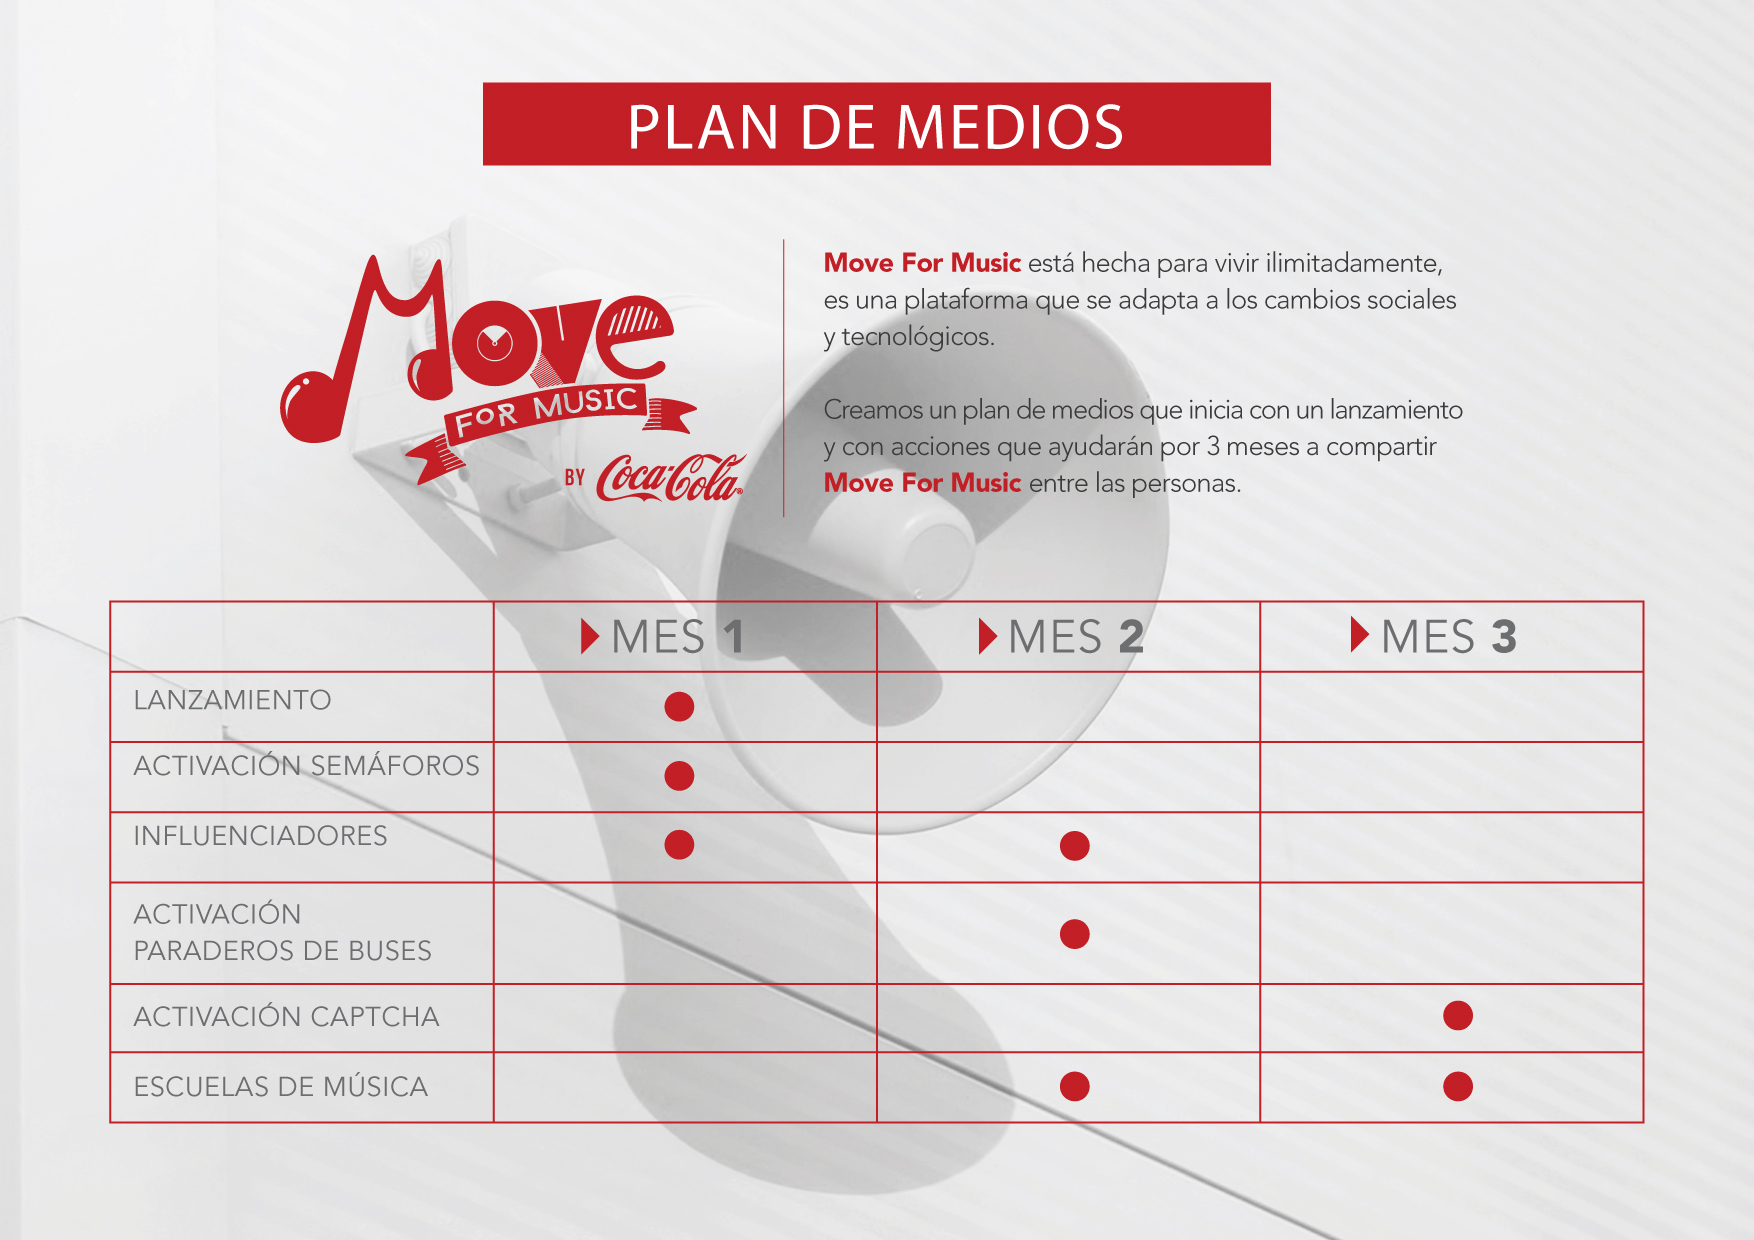 PLAN DE MEDIOS
Move
FOR MUSIC
BY Coca-Cola®
Move For Music está hecha para vivir ilimitadamente,
es una plataforma que se adapta a los cambios sociales
y tecnológicos.
Creamos un plan de medios que inicia con un lanzamiento
y con acciones que ayudarán por 3 meses a compartir
Move For Music entre las personas.
MES 1 MES 2 MES 3
LANZAMIENTO
ACTIVACIÓN SEMÁFOROS
INFLUENCIADORES
ACTIVACIÓN
PARADEROS DE BUSES
ACTIVACIÓN CAPTCHA
ESCUELAS DE MÚSICA